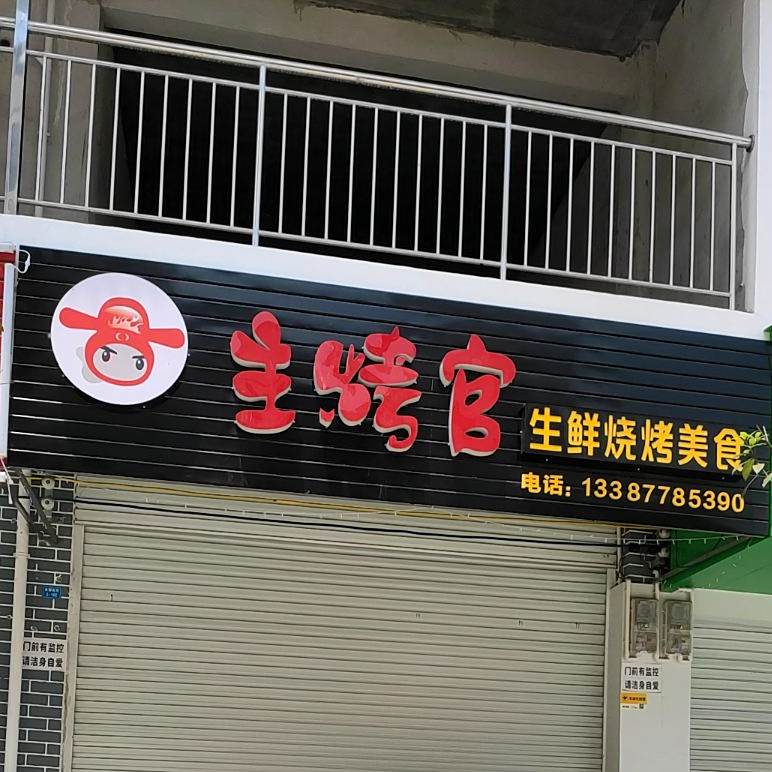 主烤官
生鲜烧烤美食
电话：13387785390
门前有监控
请洁身自爱
门前有监控
请洁身自爱